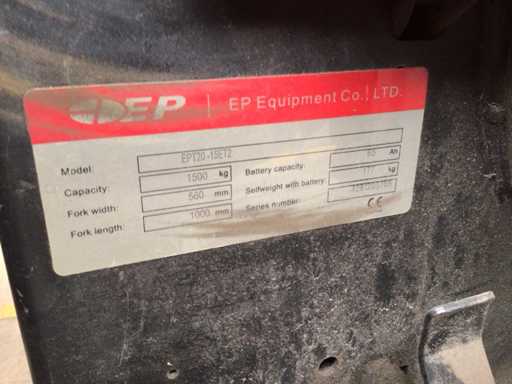 EP | EP Equipment Co., LTD.
Model: EPT20-15ET2
Capacity: 1500 kg
Fork width: 560 mm
Fork length: 1000 mm
Battery capacity: 65 Ah
Selfweight with battery: kg
Series number:
CE